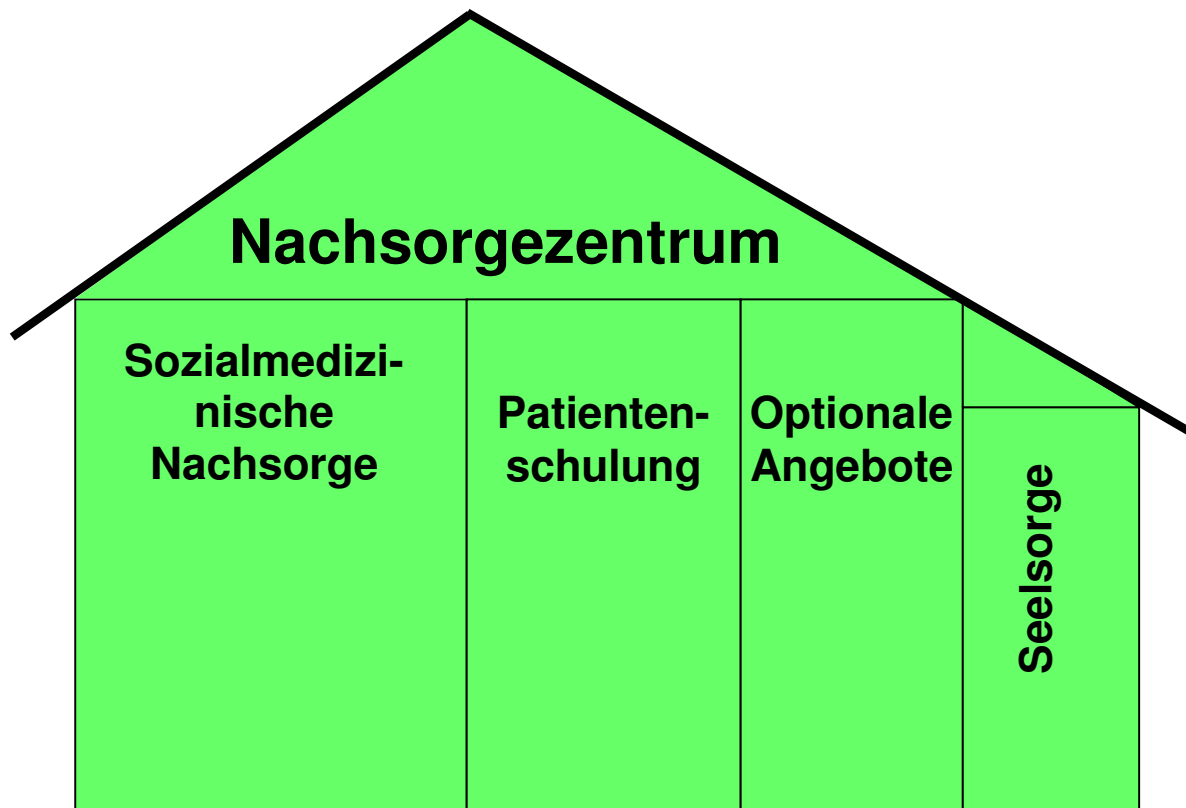 Nachsorgezentrum
Sozialmedizi-
nische
Nachsorge
Patienten-
schulung
Optionale
Angebote
Seelsorge